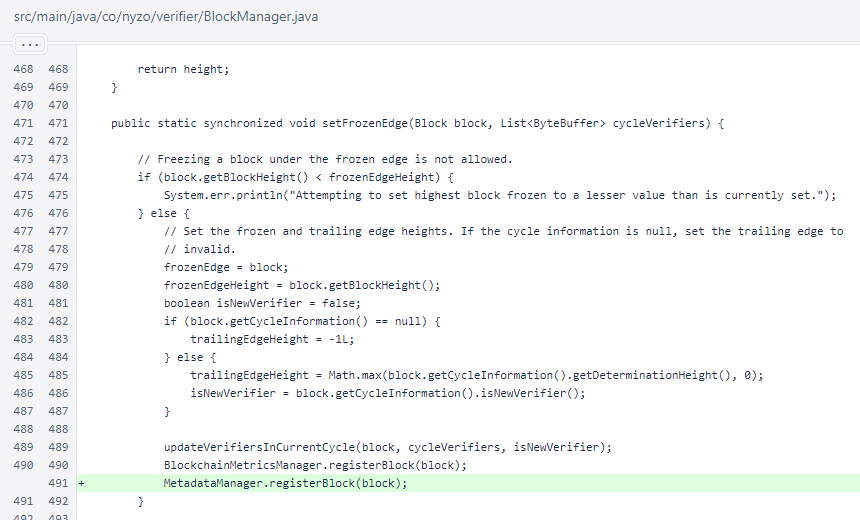 src/main/java/co/nyzo/verifier/BlockManager.java
...
468 468 return height;
469 469 }
470 470
471 471 public static synchronized void setFrozenEdge(Block block, List<ByteBuffer> cycleVerifiers) {
472 472
473 473 // Freezing a block under the frozen edge is not allowed.
474 474 if (block.getBlockHeight() < frozenEdgeHeight) {
475 475 System.err.println("Attempting to set highest block frozen to a lesser value than is currently set.");
476 476 } else {
477 477 // Set the frozen and trailing edge heights. If the cycle information is null, set the trailing edge to
478 478 // invalid.
479 479 frozenEdge = block;
480 480 frozenEdgeHeight = block.getBlockHeight();
481 481 boolean isNewVerifier = false;
482 482 if (block.getCycleInformation() == null) {
483 483 trailingEdgeHeight = -1L;
484 484 } else {
485 485 trailingEdgeHeight = Math.max(block.getCycleInformation().getDeterminationHeight(), 0);
486 486 isNewVerifier = block.getCycleInformation().isNewVerifier();
487 487 }
488 488
489 489 updateVerifiersInCurrentCycle(block, cycleVerifiers, isNewVerifier);
490 490 BlockchainMetricsManager.registerBlock(block);
491 + MetadataManager.registerBlock(block);
491 492 }
492 493